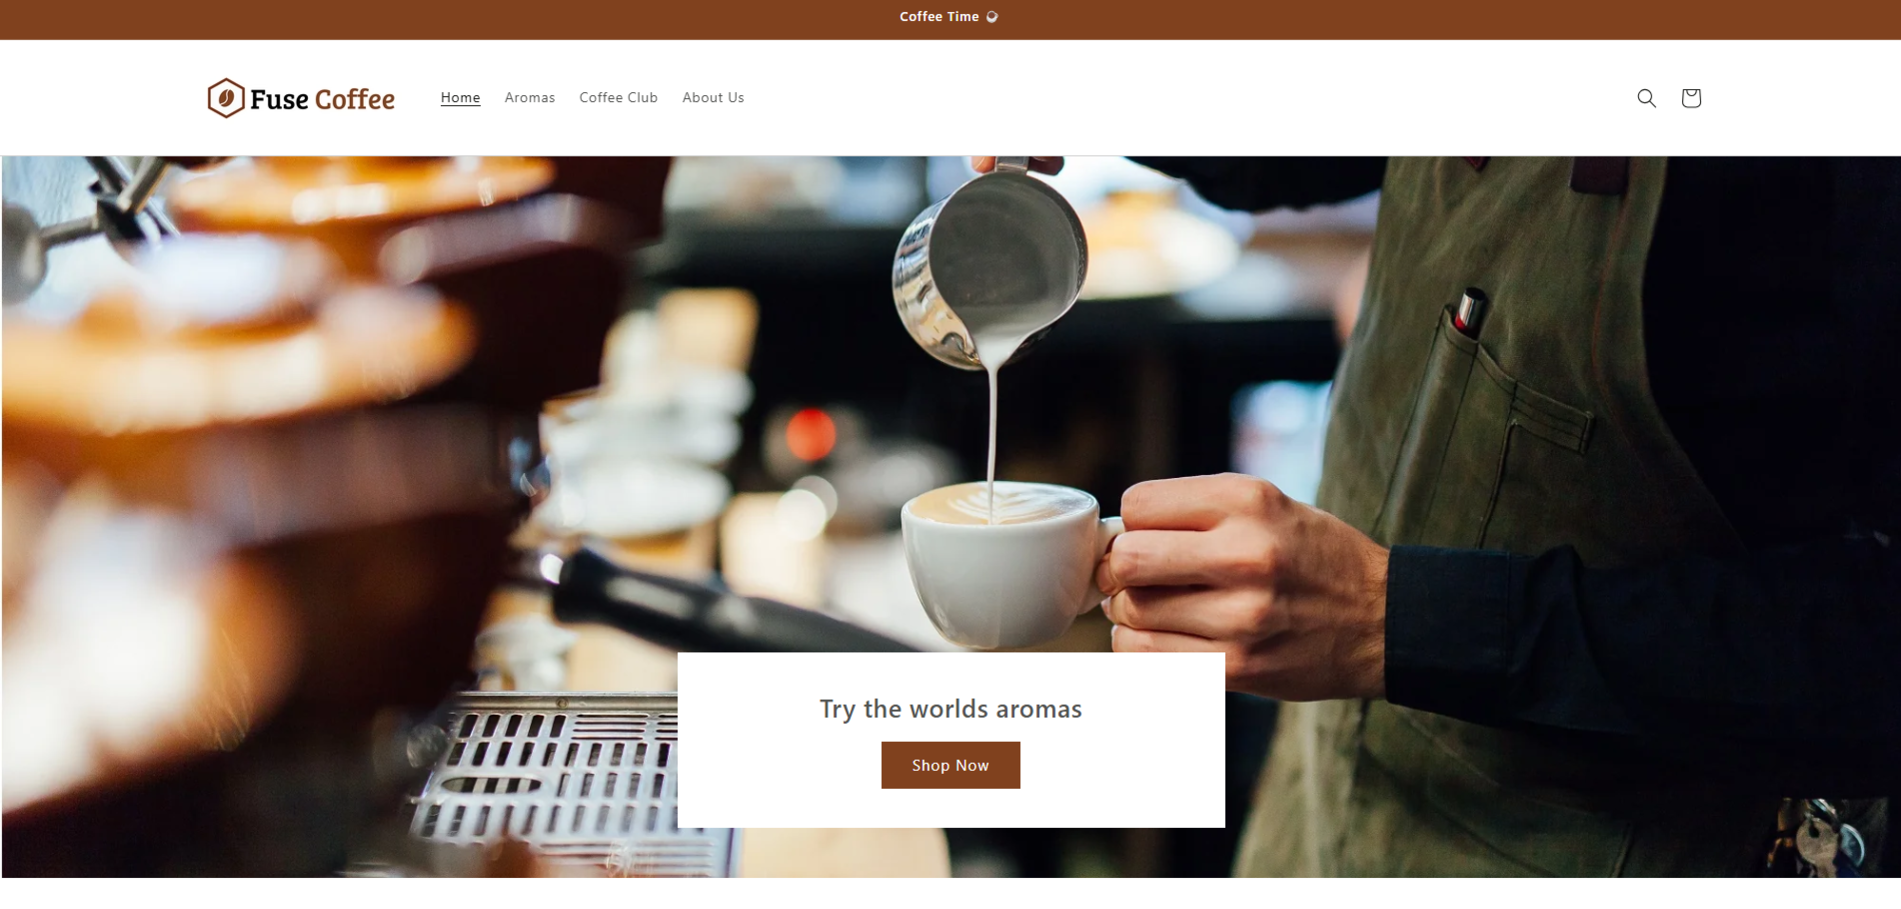 Coffee Time ☕
Fuse Coffee
Home Aromas Coffee Club About Us
Try the worlds aromas
Shop Now